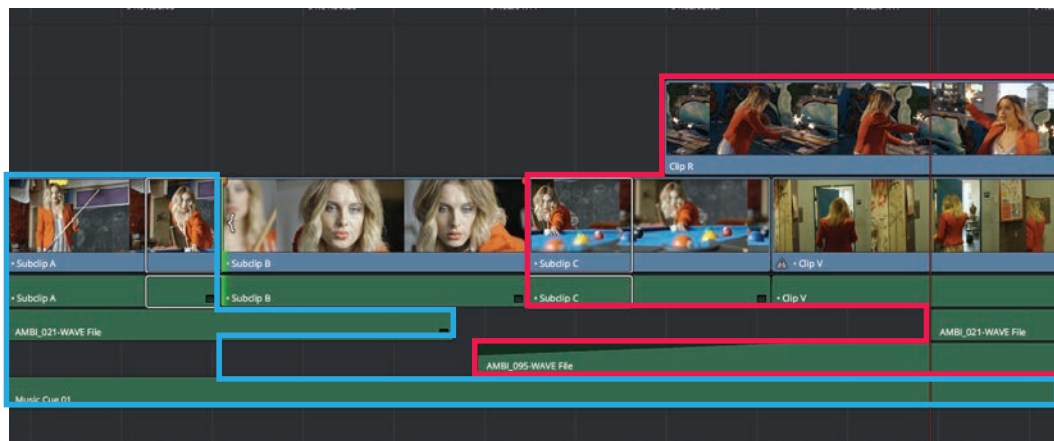 Clip R
• Subclip A
• Subclip B
• Subclip C
• Clip V
• Subclip A
• Subclip B
• Subclip C
• Clip V
AMBI_021-WAVE File
AMBI_021-WAVE File
AMBI_095-WAVE File
Music Cue 01